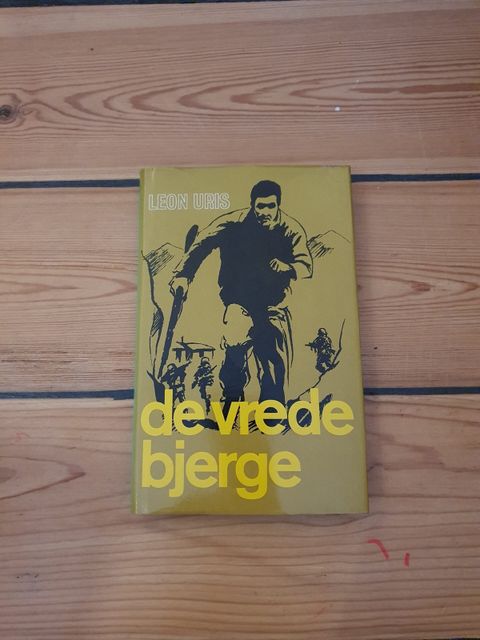 LEON URIS
de vrede
bjerge